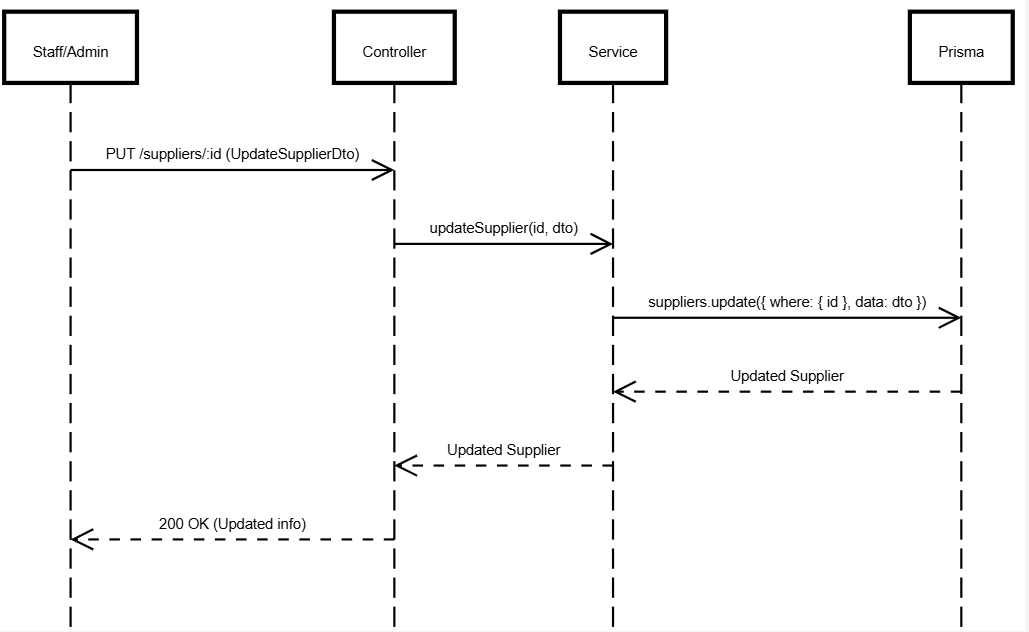 Staff/Admin
Controller
Service
Prisma
PUT /suppliers/:id (UpdateSupplierDto)
updateSupplier(id, dto)
suppliers.update({ where: { id }, data: dto })
Updated Supplier
Updated Supplier
200 OK (Updated info)